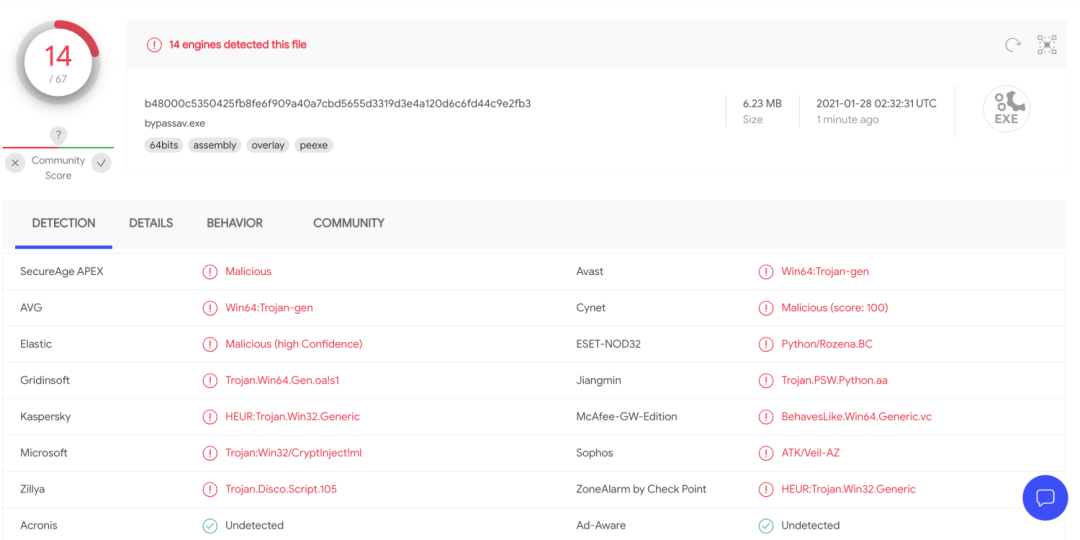 14
/ 67
?
Community
Score
14 engines detected this file
b48000c5350425fb8fe6f909a40a7cbd5655d3319d3e4a120d6c6fd44c9e2fb3
bypassav.exe
64bits assembly overlay peexe
6.23 MB
Size
2021-01-28 02:32:31 UTC
1 minute ago
EXE
DETECTION DETAILS BEHAVIOR COMMUNITY
SecureAge APEX Malicious Avast Win64:Trojan-gen
AVG Win64:Trojan-gen Cynet Malicious (score: 100)
Elastic Malicious (high Confidence) ESET-NOD32 Python/Rozena.BC
Gridinsoft Trojan.Win64.Gen.oa!s1 Jiangmin Trojan.PSW.Python.aa
Kaspersky HEUR:Trojan.Win32.Generic McAfee-GW-Edition BehavesLike.Win64.Generic.vc
Microsoft Trojan:Win32/CryptInject!ml Sophos ATK/Veil-AZ
Zillya Trojan.Disco.Script.105 ZoneAlarm by Check Point HEUR:Trojan.Win32.Generic
Acronis Undetected Ad-Aware Undetected